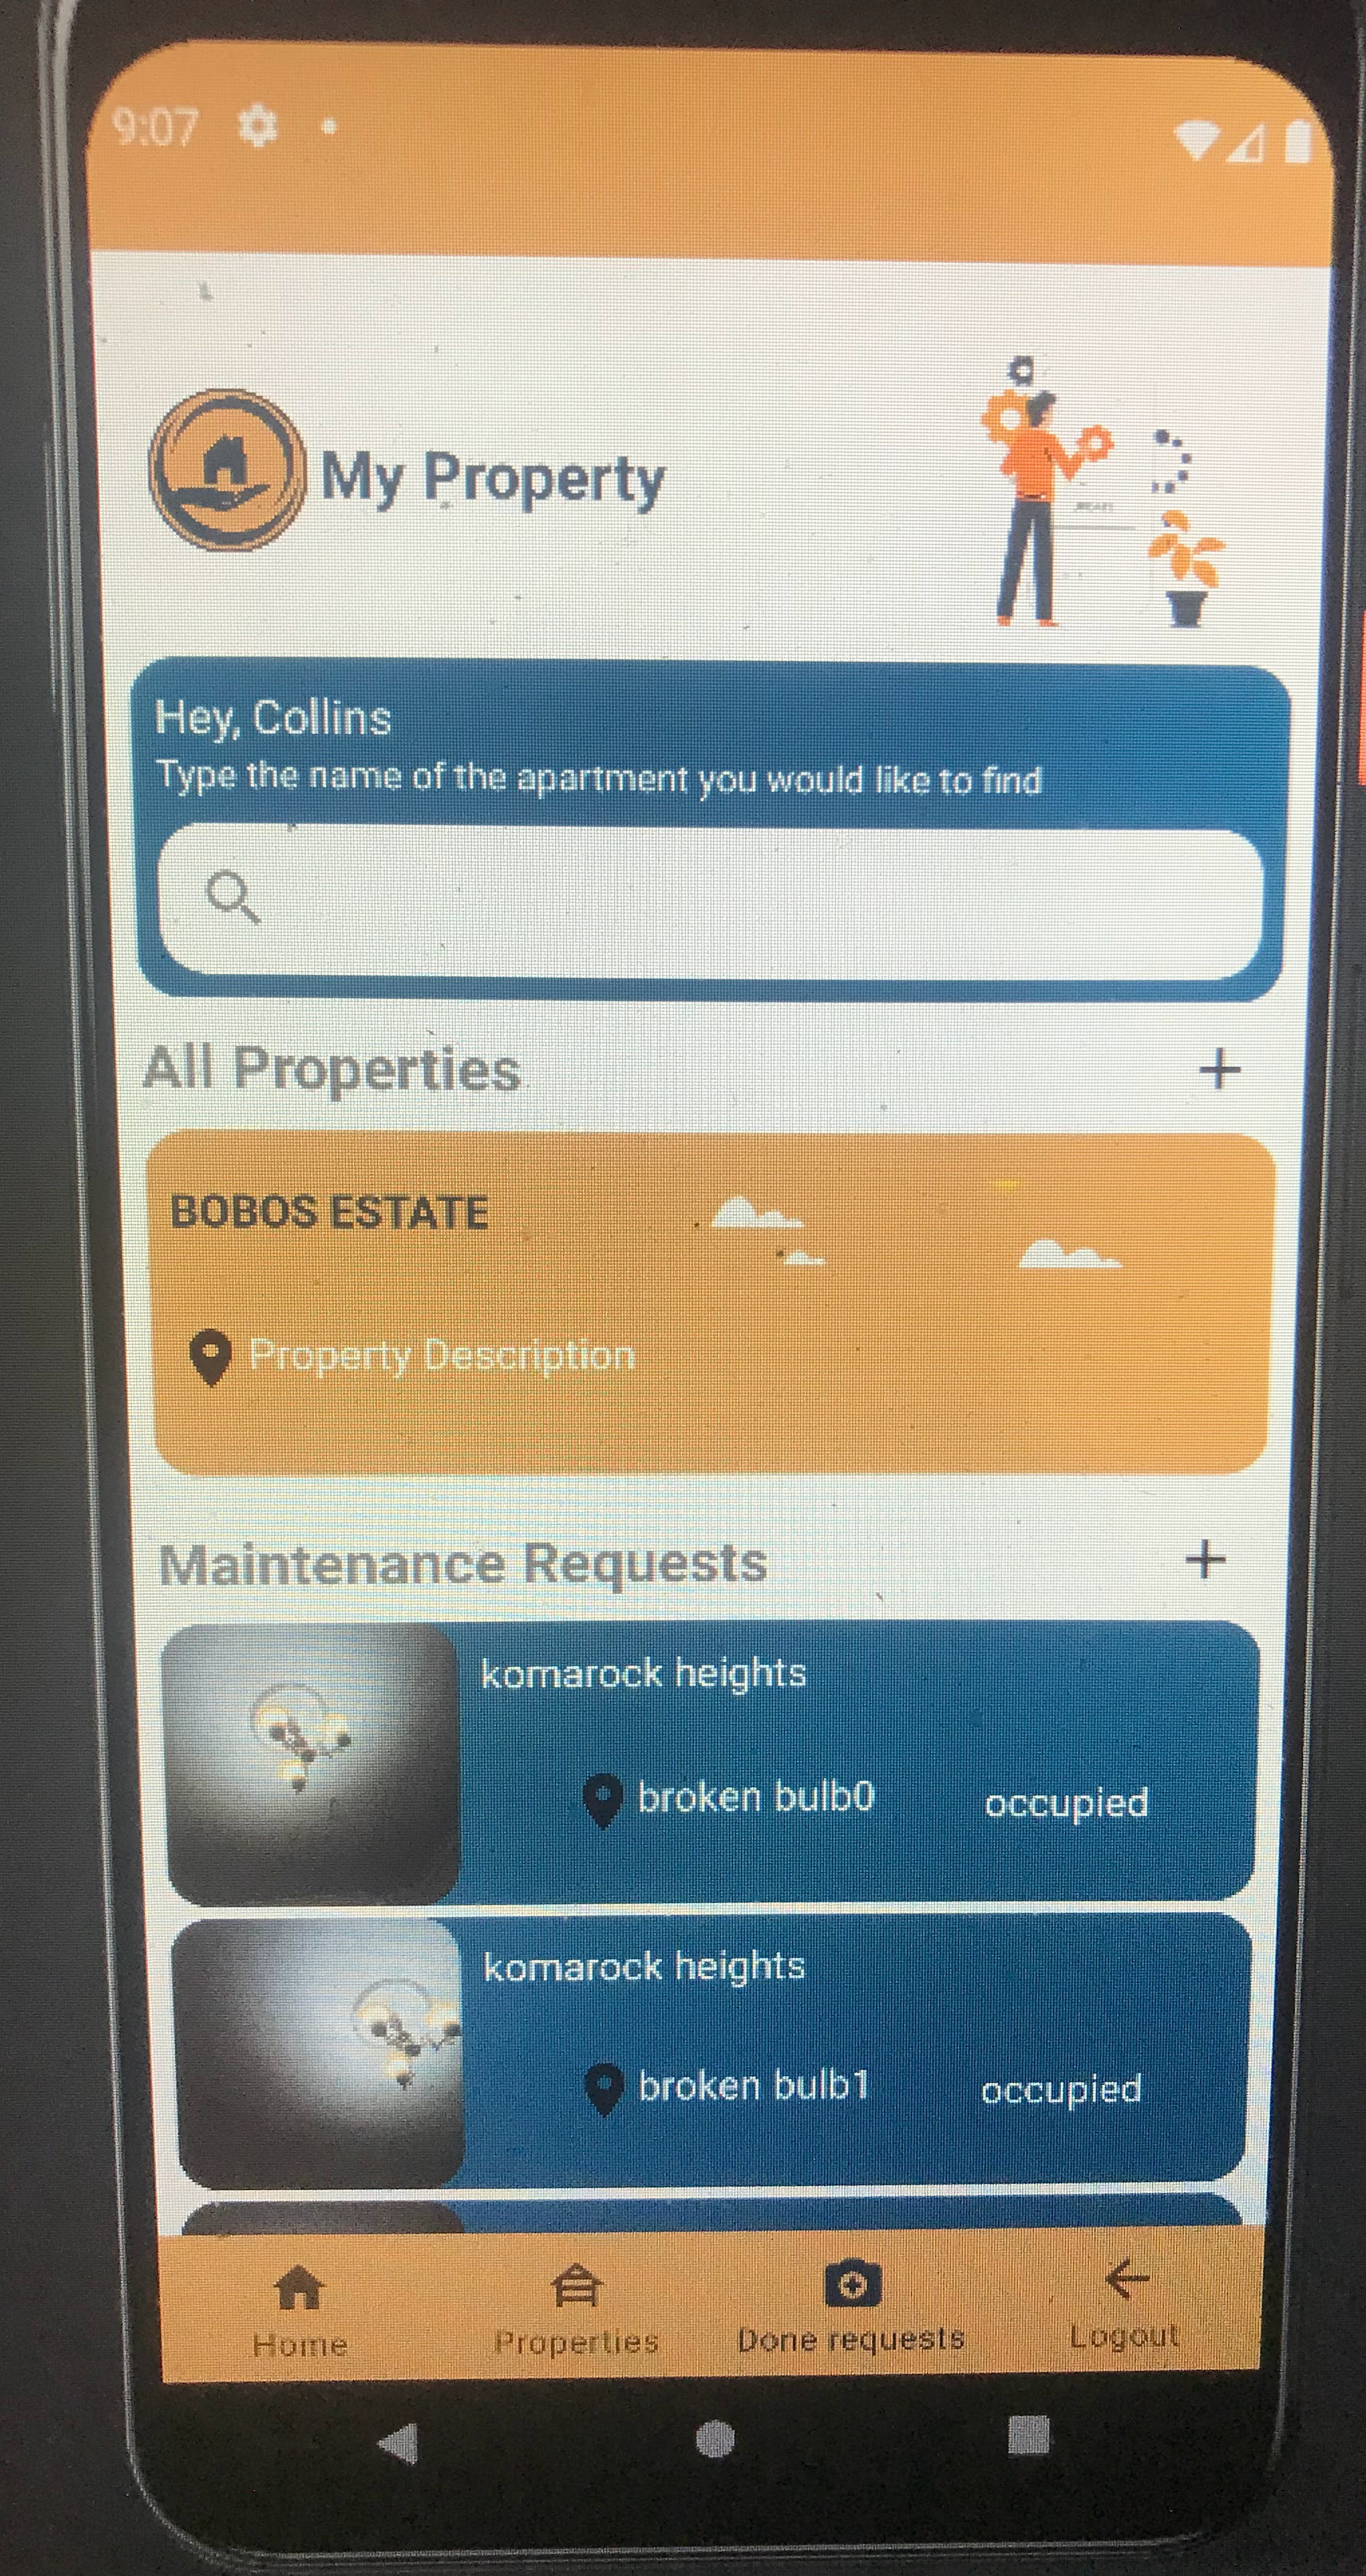 9:07
My Property
Hey, Collins
Type the name of the apartment you would like to find
All Properties
BOBOS ESTATE
Property Description
Maintenance Requests
komarock heights
broken bulb0
occupied
komarock heights
broken bulb1
occupied
Home
Properties
Done requests
Logout